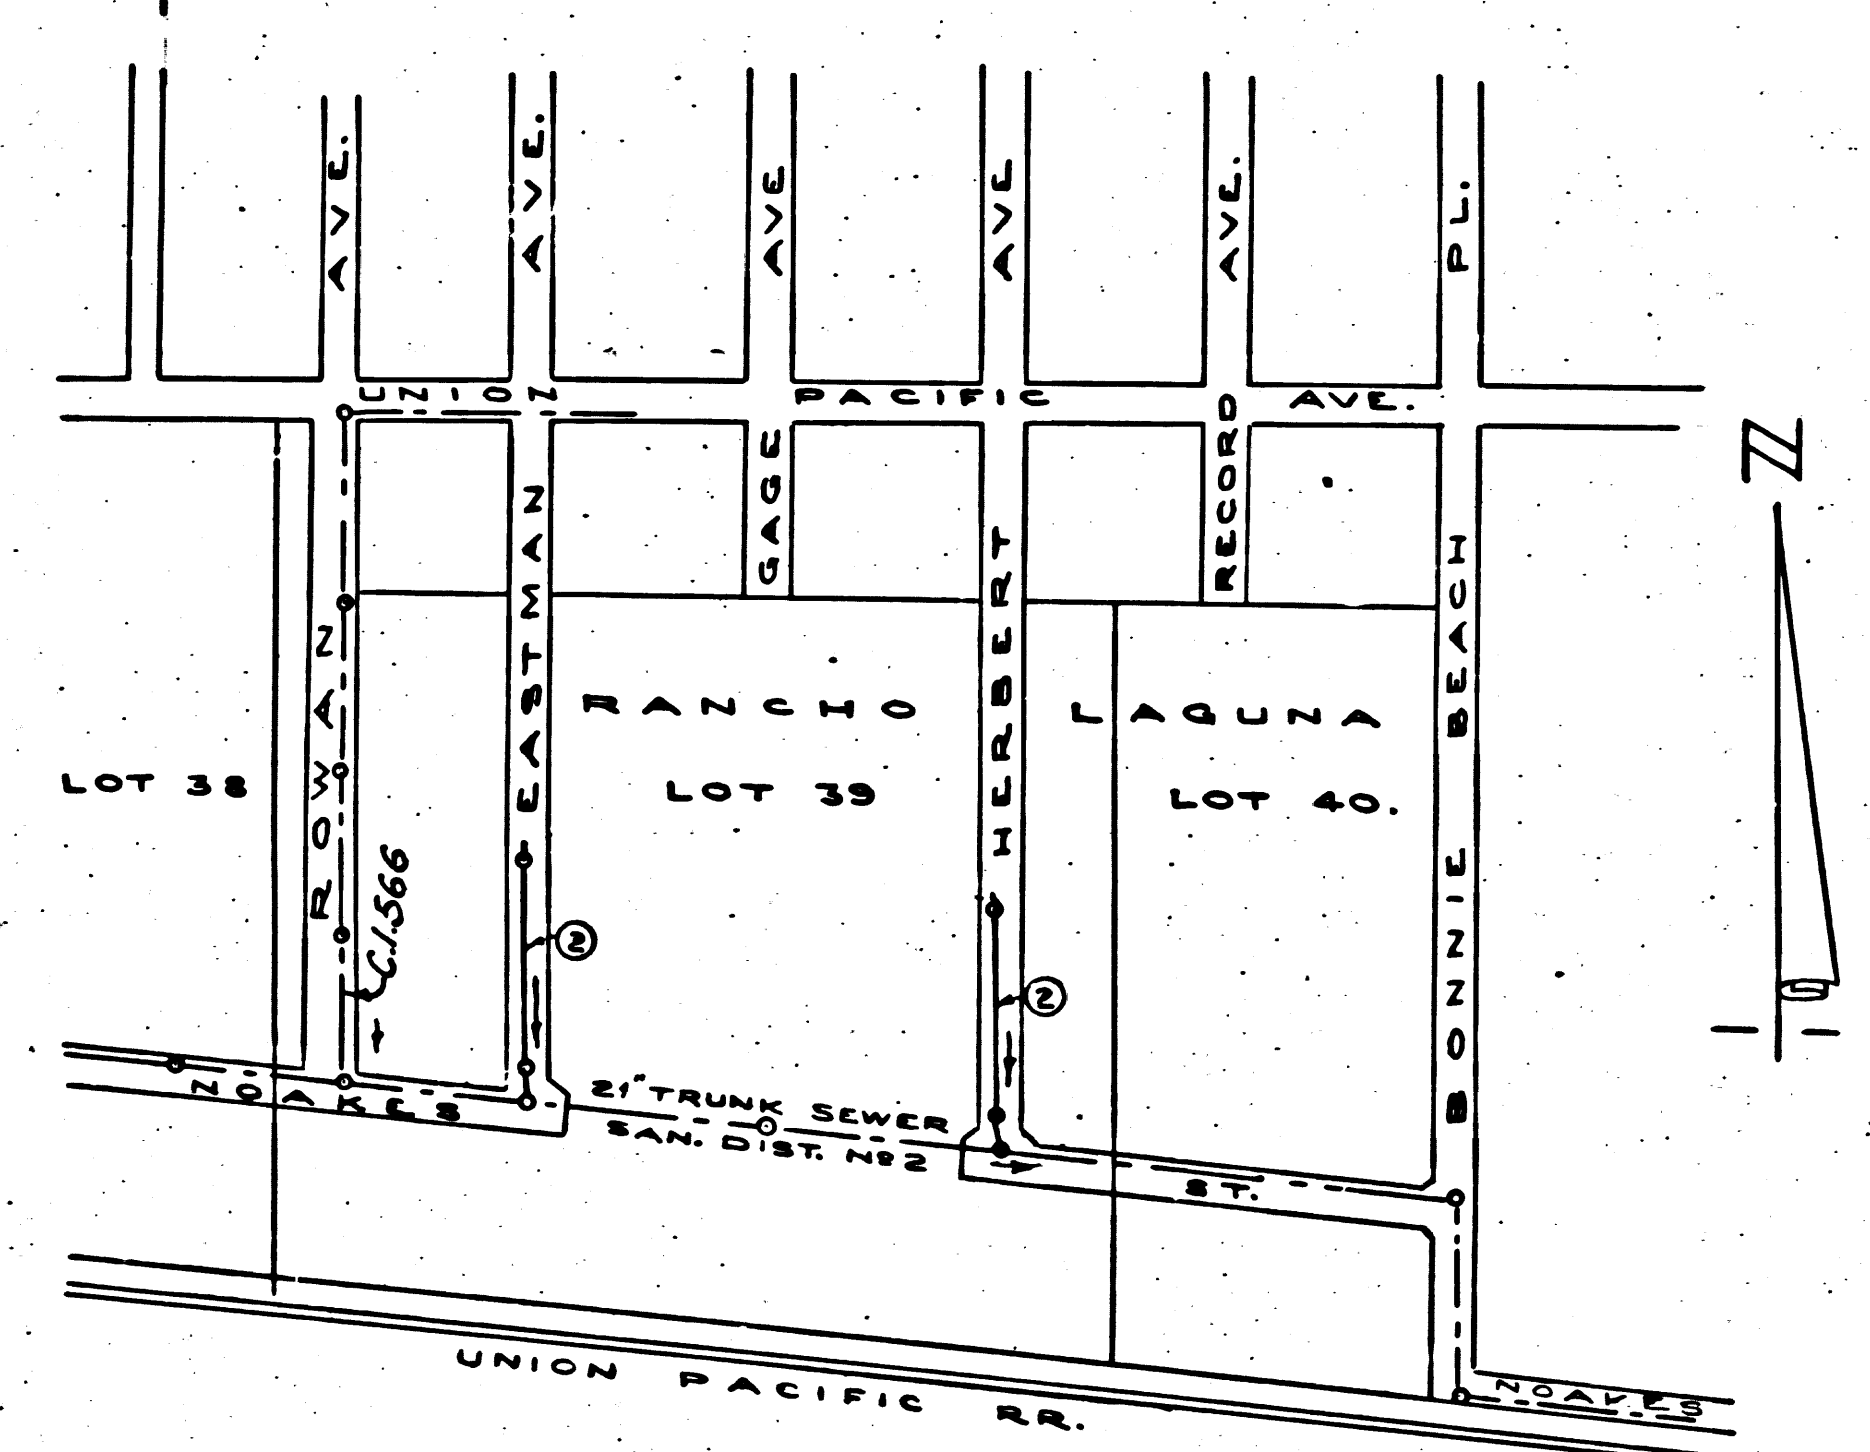 AVE.
AVE.
AVE
AVE
AVE.
PL.
UNION PACIFIC AVE.
N
ROWAN
EASTMAN
GAGE
HERBERT
RECORD
BONNIE BEACH
RANCHO LAGUNA
LOT 38
LOT 39
LOT 40.
C.I.566
2
2
S
NOAKES
21" TRUNK SEWER
SAN. DIST. Nº 2
ST.
UNION PACIFIC RR.